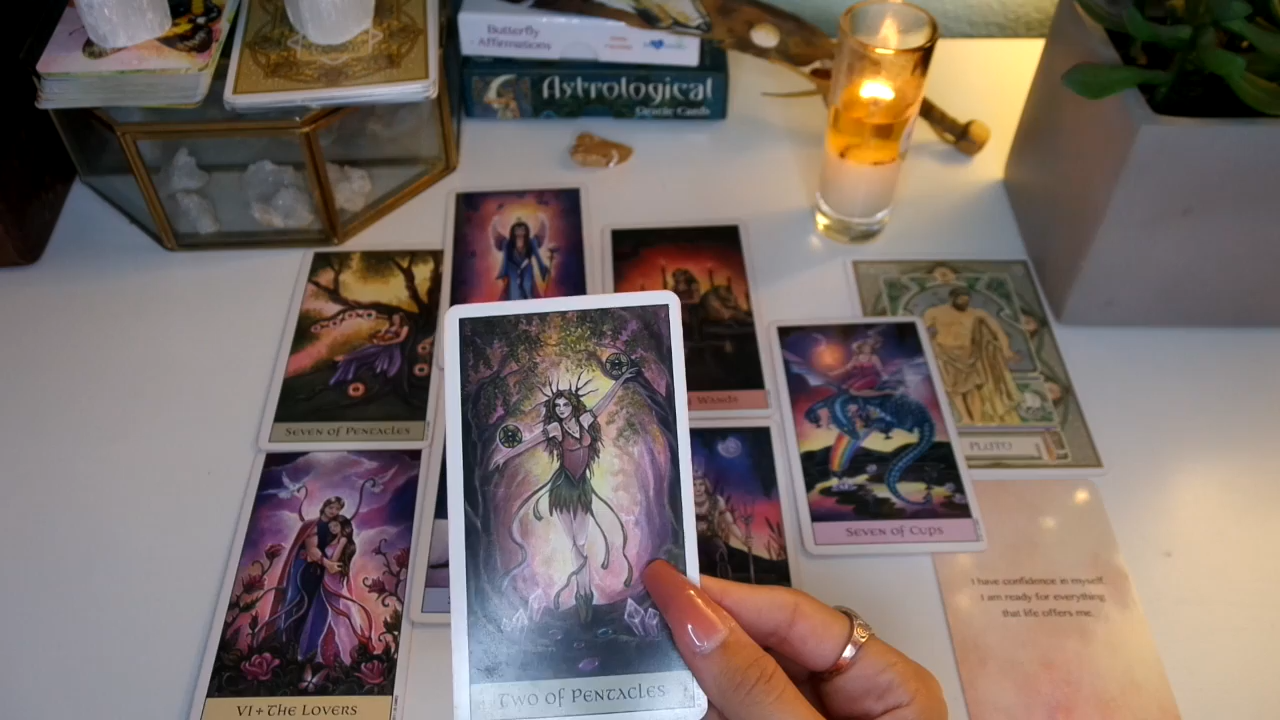 Butterfly
Affirmations
Astrological
Oracle Cards
Wands
Seven of Pentacles
PLUTO
Seven of Cups
I have confidence in myself.
I am ready for everything
that life offers me.
Two of Pentacles
VI + The Lovers